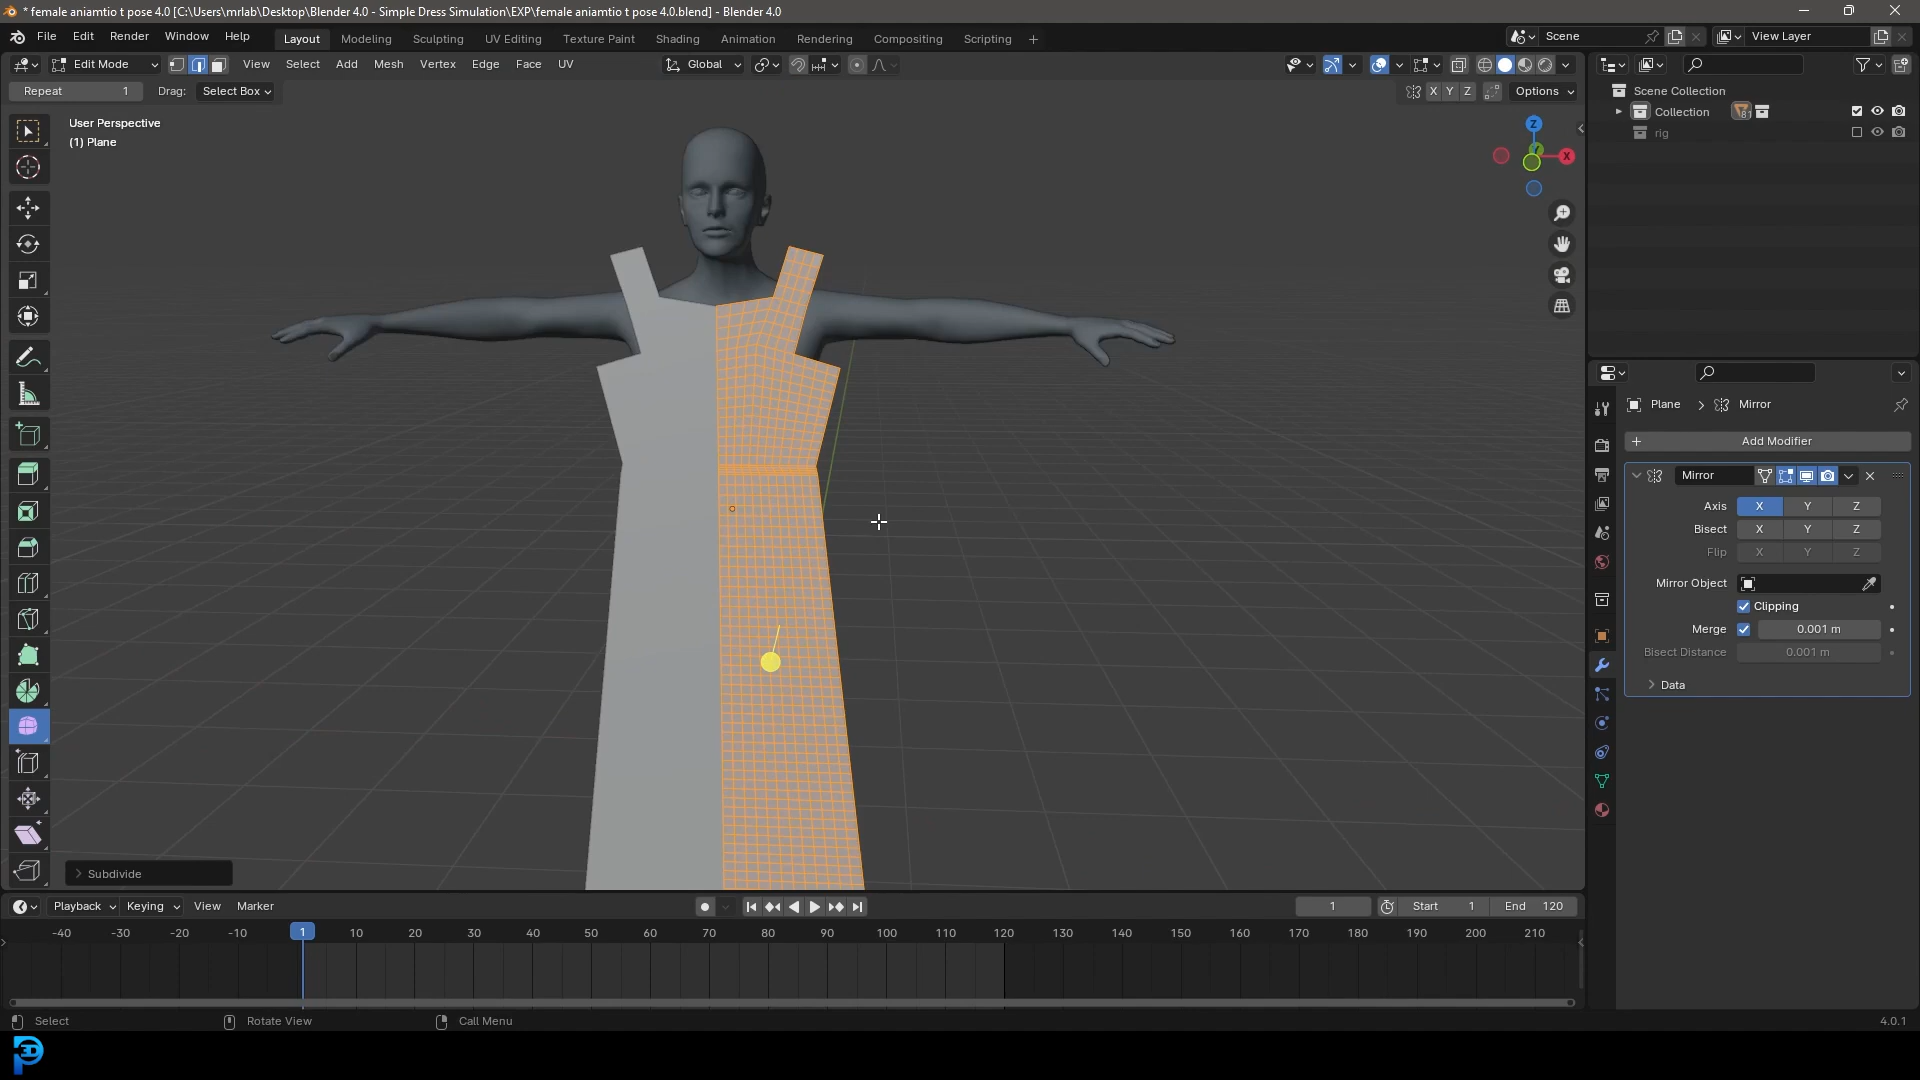 * female aniamtio t pose 4.0 [C:\Users\mrlab\Desktop\Blender 4.0 - Simple Dress Simulation\EXP\female aniamtio t pose 4.0.blend] - Blender 4.0
File Edit Render Window Help Layout Modeling Sculpting UV Editing Texture Paint Shading Animation Rendering Compositing Scripting + Scene View Layer
Edit Mode View Select Add Mesh Vertex Edge Face UV Global
Repeat 1 Drag: Select Box X Y Z Options
Scene Collection
Collection 81
rig
User Perspective
(1) Plane
Z
X
Plane > Mirror
+ Add Modifier
Mirror
Axis X Y Z
Bisect X Y Z
Flip X Y Z
Mirror Object
Clipping
Merge 0.001 m
Bisect Distance 0.001 m
> Data
> Subdivide
Playback Keying View Marker 1 Start 1 End 120
-40 -30 -20 -10 1 10 20 30 40 50 60 70 80 90 100 110 120 130 140 150 160 170 180 190 200 210
Select Rotate View Call Menu 4.0.1
3D